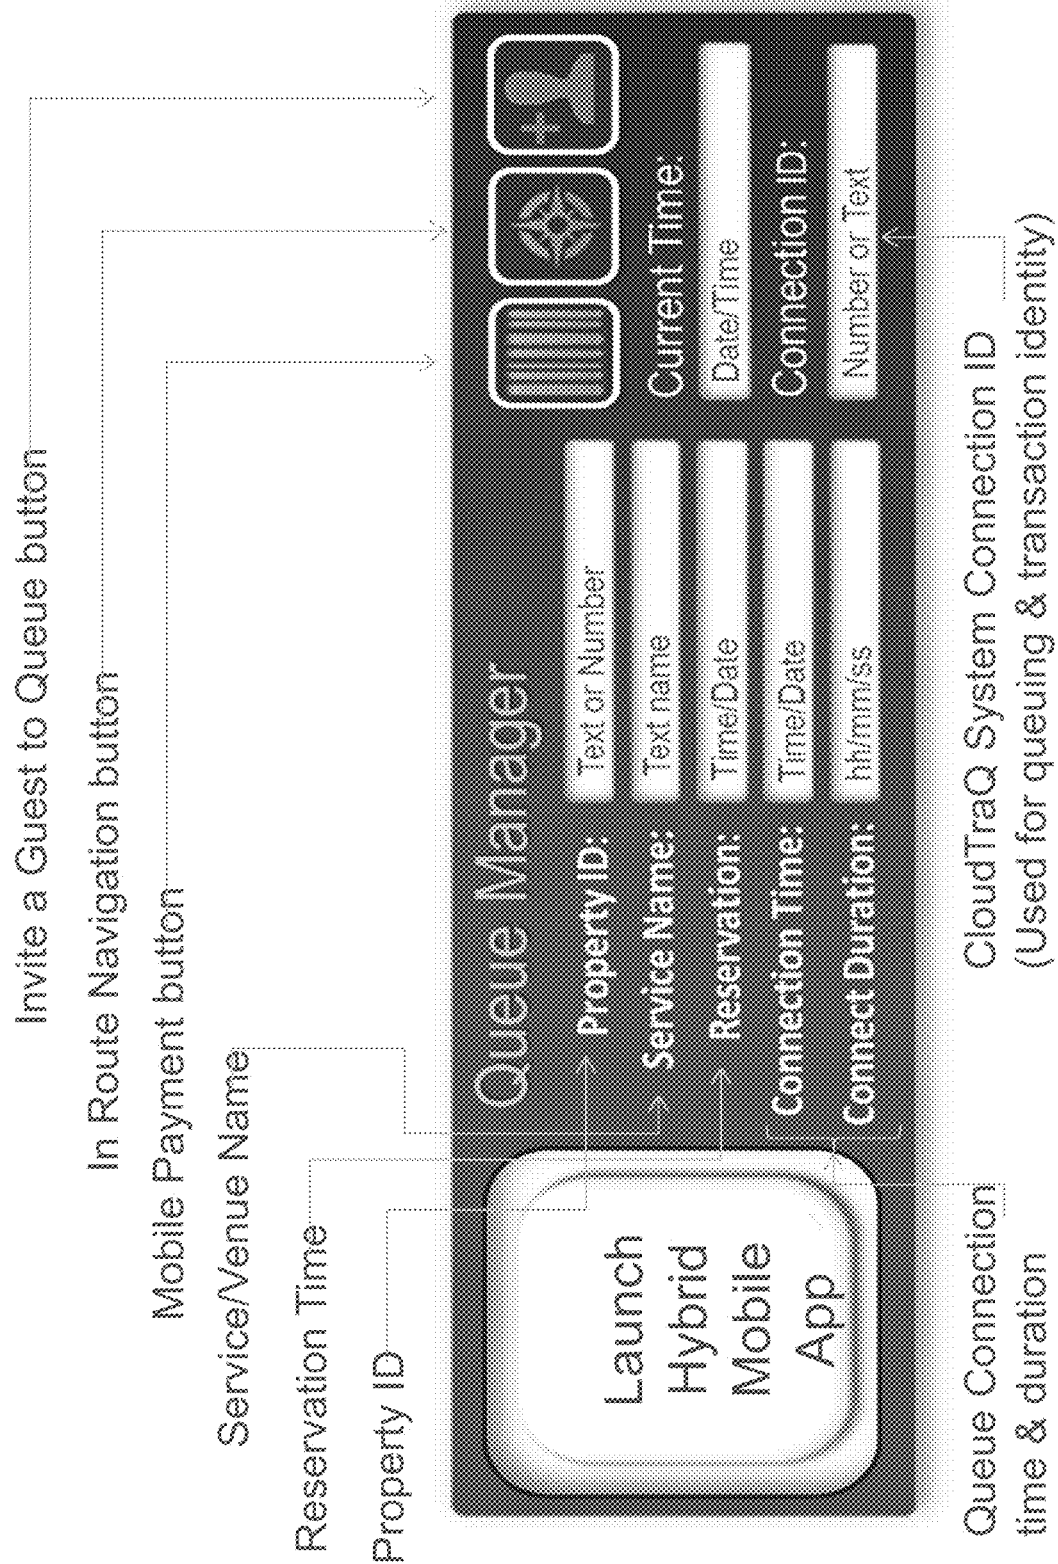 Invite a Guest to Queue button
In Route Navigation button
Mobile Payment button
Service/Venue Name
Reservation Time
Property ID
Launch
Hybrid
Mobile
App
Queue Manager
Property ID:
Text or Number
Service Name:
Text name
Reservation:
Time/Date
Connection Time:
Time/Date
Connect Duration:
hh/mm/ss
Current Time:
Date/Time
Connection ID:
Number or Text
Queue Connection
time & duration
CloudTraQ System Connection ID
(Used for queuing & transaction identity)